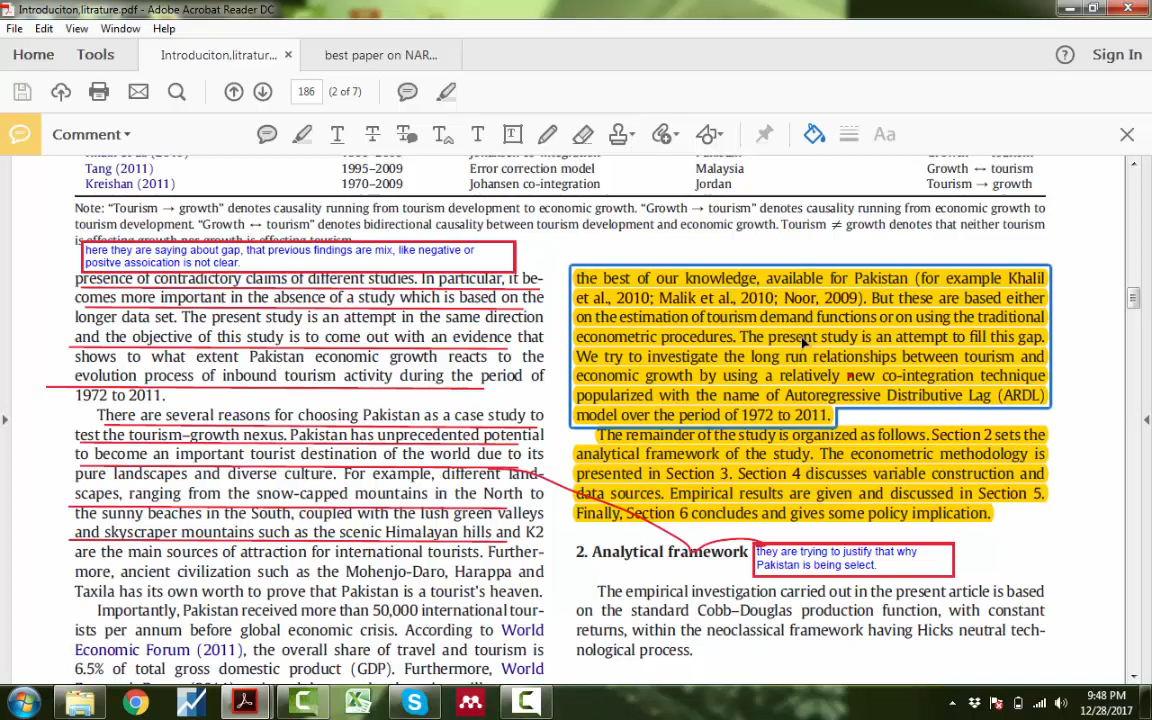 Introduciton,litrature.pdf - Adobe Acrobat Reader DC
File Edit View Window Help
Home Tools Introduciton,litratur... × best paper on NAR... Sign In
186 (2 of 7)
Comment
Aa
Tang (2011) 1995–2009 Error correction model Malaysia Growth ↔ tourism
Kreishan (2011) 1970–2009 Johansen co-integration Jordan Tourism → growth
Note: “Tourism → growth” denotes causality running from tourism development to economic growth. “Growth → tourism” denotes causality running from economic growth to
tourism development. “Growth ↔ tourism” denotes bidirectional causality between tourism development and economic growth. Tourism ≠ growth denotes that neither tourism
is effecting growth nor growth is effecting tourism.
here they are saying about gap, that previous findings are mix, like negative or
positve assoication is not clear.
presence of contradictory claims of different studies. In particular, it be-
comes more important in the absence of a study which is based on the
longer data set. The present study is an attempt in the same direction
and the objective of this study is to come out with an evidence that
shows to what extent Pakistan economic growth reacts to the
evolution process of inbound tourism activity during the period of
1972 to 2011.
There are several reasons for choosing Pakistan as a case study to
test the tourism–growth nexus. Pakistan has unprecedented potential
to become an important tourist destination of the world due to its
pure landscapes and diverse culture. For example, different land-
scapes, ranging from the snow-capped mountains in the North to
the sunny beaches in the South, coupled with the lush green valleys
and skyscraper mountains such as the scenic Himalayan hills and K2
are the main sources of attraction for international tourists. Further-
more, ancient civilization such as the Mohenjo-Daro, Harappa and
Taxila has its own worth to prove that Pakistan is a tourist's heaven.
Importantly, Pakistan received more than 50,000 international tour-
ists per annum before global economic crisis. According to World
Economic Forum (2011), the overall share of travel and tourism is
6.5% of total gross domestic product (GDP). Furthermore, World
the best of our knowledge, available for Pakistan (for example Khalil
et al., 2010; Malik et al., 2010; Noor, 2009). But these are based either
on the estimation of tourism demand functions or on using the traditional
econometric procedures. The present study is an attempt to fill this gap.
We try to investigate the long run relationships between tourism and
economic growth by using a relatively new co-integration technique
popularized with the name of Autoregressive Distributive Lag (ARDL)
model over the period of 1972 to 2011.
The remainder of the study is organized as follows. Section 2 sets the
analytical framework of the study. The econometric methodology is
presented in Section 3. Section 4 discusses variable construction and
data sources. Empirical results are given and discussed in Section 5.
Finally, Section 6 concludes and gives some policy implication.
2. Analytical framework
they are trying to justify that why
Pakistan is being select.
The empirical investigation carried out in the present article is based
on the standard Cobb–Douglas production function, with constant
returns, within the neoclassical framework having Hicks neutral tech-
nological process.
9:48 PM
12/28/2017